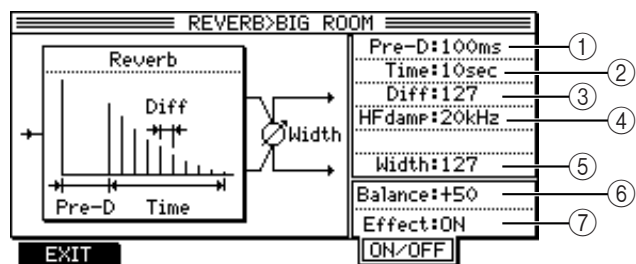 REVERB>BIG ROOM
Reverb
Diff
Width
Pre-D
Time
Pre-D:100ms ①
Time:10sec ②
Diff:127 ③
HFdamp:20kHz ④
Width:127 ⑤
Balance:+50 ⑥
Effect:ON ⑦
EXIT
ON/OFF